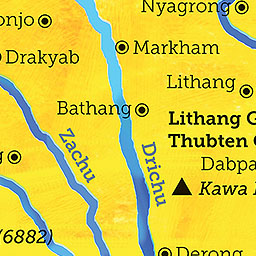 Nyagrong
onjo
Markham
Drakyab
Lithang
Bathang
Lithang G
Thubten
Zachu
Drichu
g
Dabpa
Kawa
(6882)
Derong